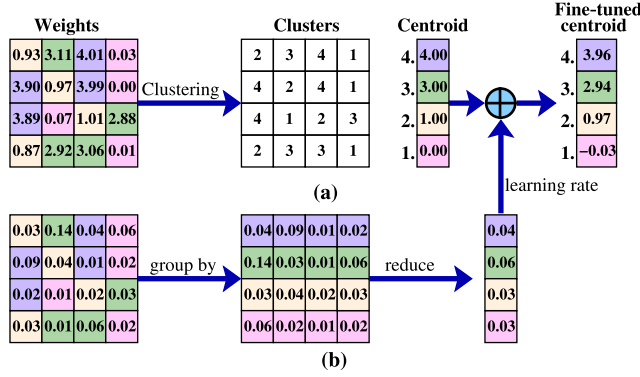 Weights Clusters Centroid Fine-tuned centroid
0.93 3.11 4.01 0.03 2 3 4 1 4. 4.00 4. 3.96
3.90 0.97 3.99 0.00 Clustering 4 2 4 1 3. 3.00 3. 2.94
3.89 0.07 1.01 2.88 4 1 2 3 2. 1.00 2. 0.97
0.87 2.92 3.06 0.01 2 3 3 1 1. 0.00 1. −0.03
(a)
learning rate
0.03 0.14 0.04 0.06 0.04 0.09 0.01 0.02 0.04
0.09 0.04 0.01 0.02 group by 0.14 0.03 0.01 0.06 reduce 0.06
0.02 0.01 0.02 0.03 0.03 0.04 0.02 0.03 0.03
0.03 0.01 0.06 0.02 0.06 0.02 0.01 0.02 0.03
(b)